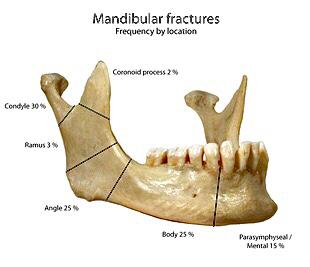 Mandibular fractures
Frequency by location
Coronoid process 2 %
Condyle 30 %
Ramus 3 %
Angle 25 %
Body 25 %
Parasymphyseal /
Mental 15 %